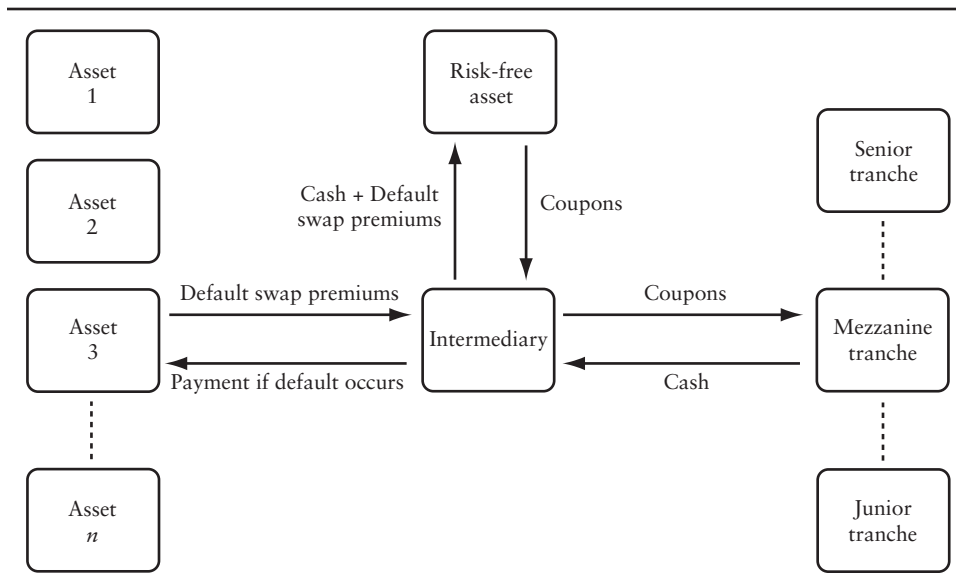 Asset
1
Risk-free
asset
Senior
tranche
Asset
2
Cash + Default
swap premiums
Coupons
Asset
3
Default swap premiums
Payment if default occurs
Intermediary
Coupons
Cash
Mezzanine
tranche
Asset
n
Junior
tranche